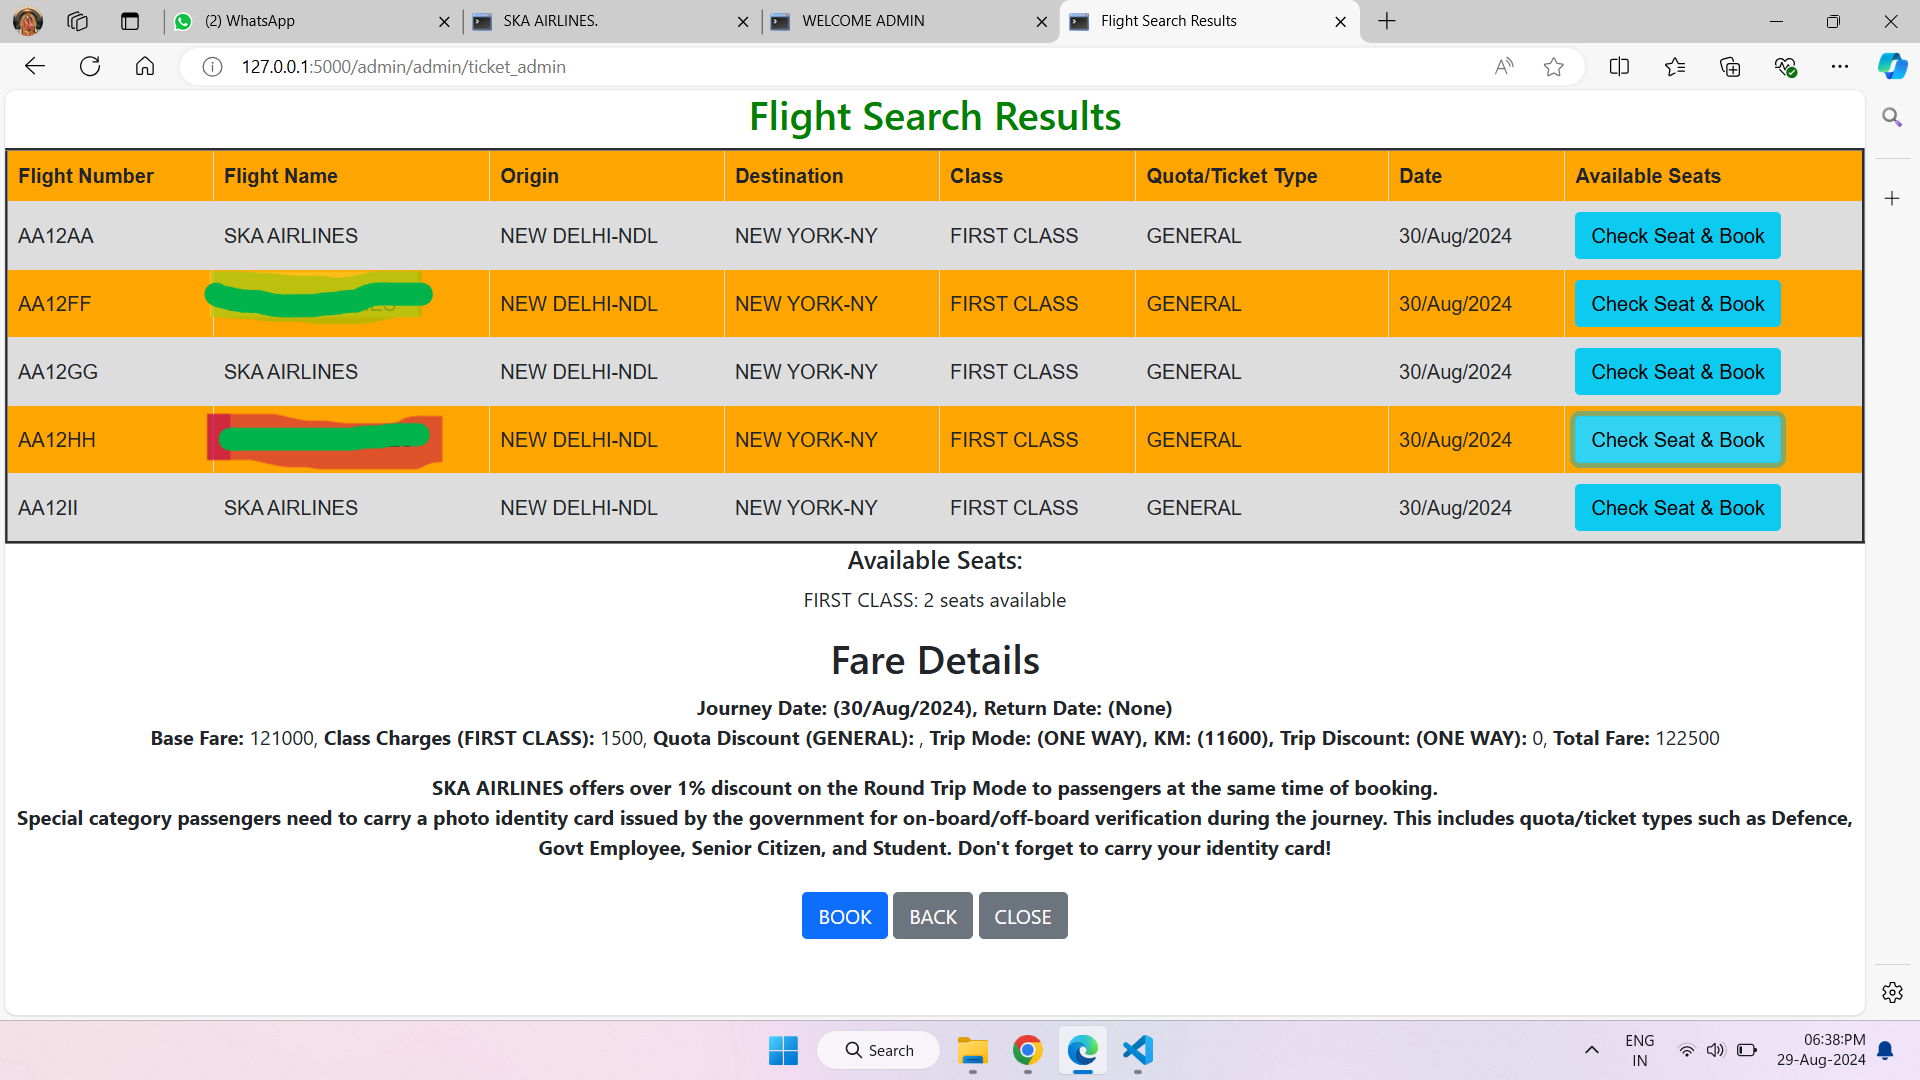 (2) WhatsApp
SKA AIRLINES.
WELCOME ADMIN
Flight Search Results
127.0.0.1:5000/admin/admin/ticket_admin
Flight Search Results
Flight Number Flight Name Origin Destination Class Quota/Ticket Type Date Available Seats
AA12AA SKA AIRLINES NEW DELHI-NDL NEW YORK-NY FIRST CLASS GENERAL 30/Aug/2024 Check Seat & Book
AA12FF NEW DELHI-NDL NEW YORK-NY FIRST CLASS GENERAL 30/Aug/2024 Check Seat & Book
AA12GG SKA AIRLINES NEW DELHI-NDL NEW YORK-NY FIRST CLASS GENERAL 30/Aug/2024 Check Seat & Book
AA12HH NEW DELHI-NDL NEW YORK-NY FIRST CLASS GENERAL 30/Aug/2024 Check Seat & Book
AA12II SKA AIRLINES NEW DELHI-NDL NEW YORK-NY FIRST CLASS GENERAL 30/Aug/2024 Check Seat & Book
Available Seats:
FIRST CLASS: 2 seats available
Fare Details
Journey Date: (30/Aug/2024), Return Date: (None)
Base Fare: 121000, Class Charges (FIRST CLASS): 1500, Quota Discount (GENERAL): , Trip Mode: (ONE WAY), KM: (11600), Trip Discount: (ONE WAY): 0, Total Fare: 122500
SKA AIRLINES offers over 1% discount on the Round Trip Mode to passengers at the same time of booking.
Special category passengers need to carry a photo identity card issued by the government for on-board/off-board verification during the journey. This includes quota/ticket types such as Defence,
Govt Employee, Senior Citizen, and Student. Don't forget to carry your identity card!
BOOK BACK CLOSE
Search
ENG
IN
06:38:PM
29-Aug-2024